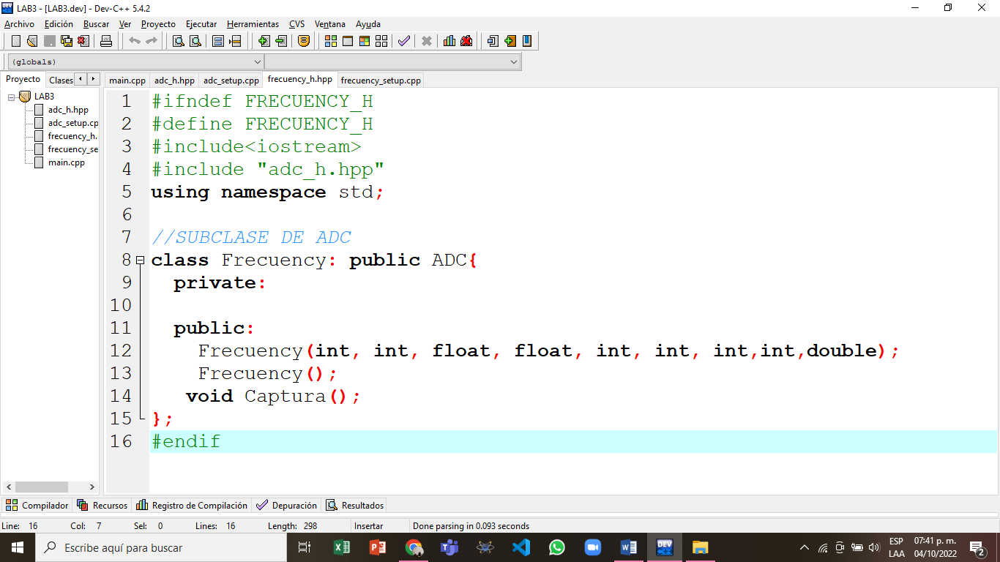 LAB3 - [LAB3.dev] - Dev-C++ 5.4.2
Archivo Edición Buscar Ver Proyecto Ejecutar Herramientas CVS Ventana Ayuda
(globals)
Proyecto Clases main.cpp adc_h.hpp adc_setup.cpp frecuency_h.hpp frecuency_setup.cpp
LAB3
adc_h.hpp
adc_setup.cp
frecuency_h.
frecuency_se
main.cpp
1 #ifndef FRECUENCY_H
2 #define FRECUENCY_H
3 #include<iostream>
4 #include "adc_h.hpp"
5 using namespace std;
6
7 //SUBCLASE DE ADC
8 class Frecuency: public ADC{
9 private:
10
11 public:
12 Frecuency(int, int, float, float, int, int, int,int,double);
13 Frecuency();
14 void Captura();
15 };
16 #endif
Compilador Recursos Registro de Compilación Depuración Resultados
Line: 16 Col: 7 Sel: 0 Lines: 16 Length: 298 Insertar Done parsing in 0.093 seconds
Escribe aquí para buscar
ESP 07:41 p. m.
LAA 04/10/2022
2